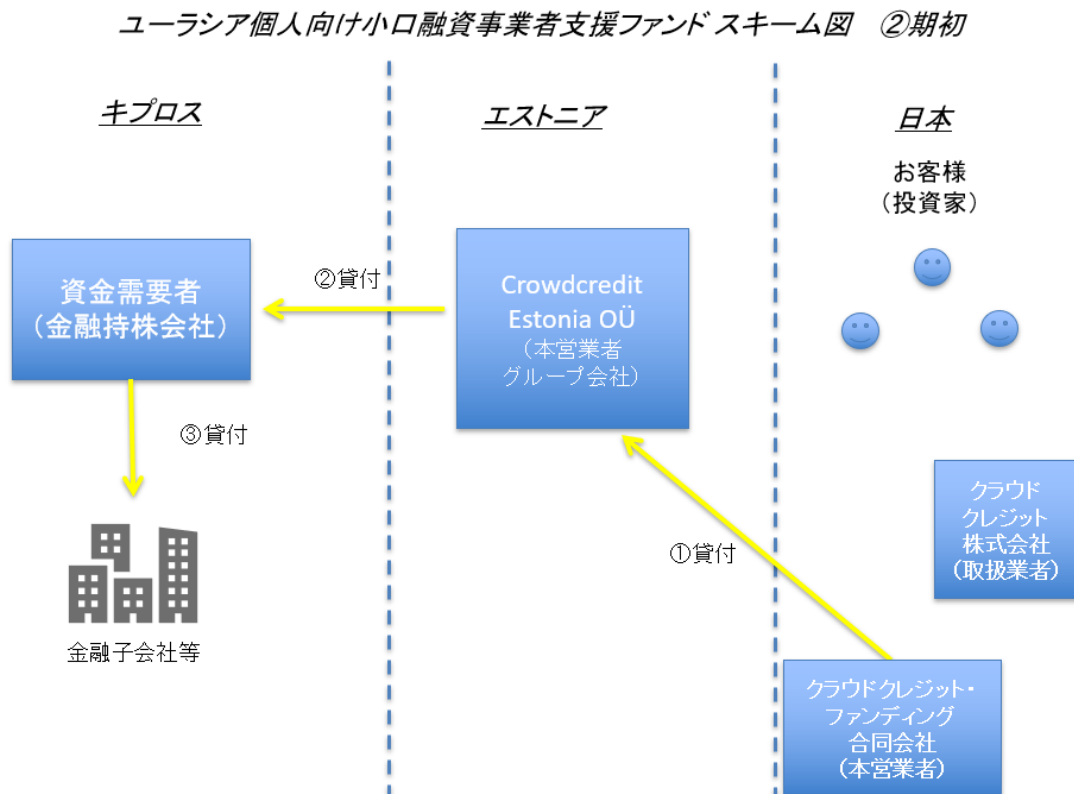 ユーラシア個人向け小口融資事業者支援ファンド スキーム図　②期初
キプロス
エストニア
日本
お客様
（投資家）
資金需要者
（金融持株会社）
②貸付
Crowdcredit
Estonia OÜ
（本営業者
グループ会社）
③貸付
クラウド
クレジット
株式会社
（取扱業者）
①貸付
金融子会社等
クラウドクレジット・
ファンディング
合同会社
（本営業者）